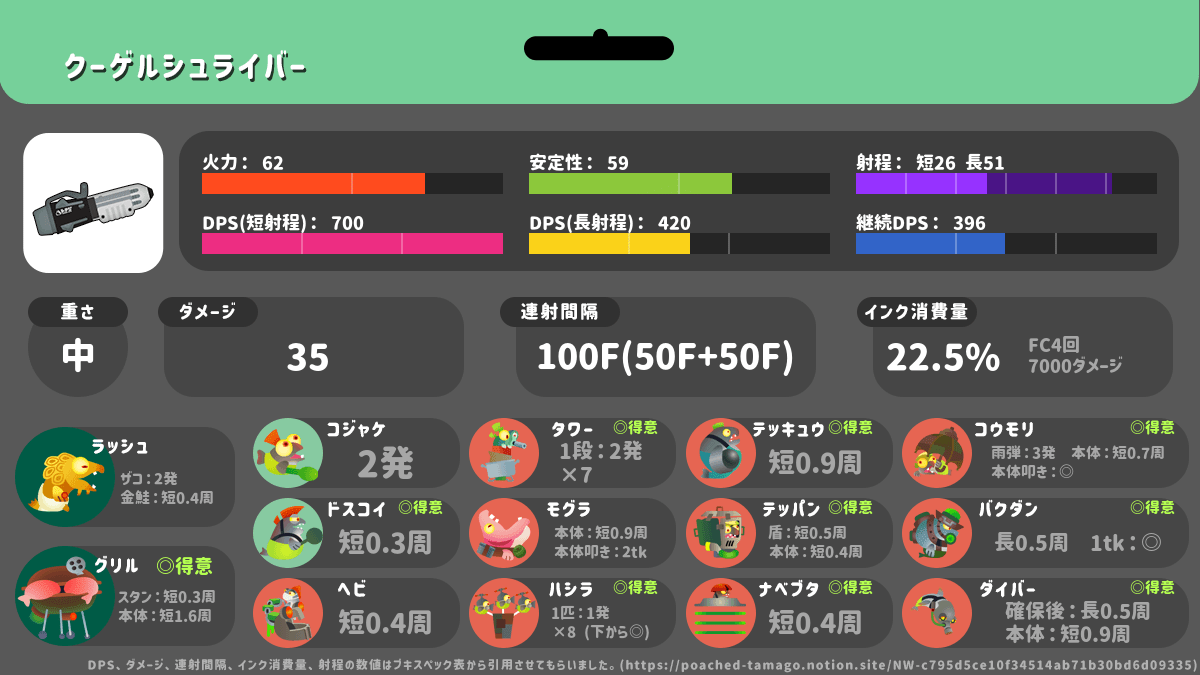 クーゲルシュライバー
火力： 62
安定性： 59
射程： 短26 長51
DPS(短射程)： 700
DPS(長射程)： 420
継続DPS： 396
重さ
中
ダメージ
35
連射間隔
100F(50F+50F)
インク消費量
22.5%
FC4回
7000ダメージ
ラッシュ
ザコ：2発
金鮭：短0.4周
グリル ◎得意
スタン：短0.3周
本体：短1.6周
コジャケ
2発
タワー ◎得意
1段：2発
×7
テッキュウ ◎得意
短0.9周
コウモリ ◎得意
雨弾：3発 本体：短0.7周
本体叩き：◎
ドスコイ ◎得意
短0.3周
モグラ
本体：短0.9周
本体叩き：2tk
テッパン ◎得意
盾：短0.5周
本体：短0.4周
バクダン ◎得意
長0.5周 1tk：◎
ヘビ
短0.4周
ハシラ ◎得意
1匹：1発
×8 (下から◎)
ナベブタ ◎得意
短0.4周
ダイバー ◎得意
確保後：長0.5周
本体：短0.9周
DPS、ダメージ、連射間隔、インク消費量、射程の数値はブキスペック表から引用させてもらいました。(https://poached-tamago.notion.site/NW-c795d5ce10f34514ab71b30bd6d09335)